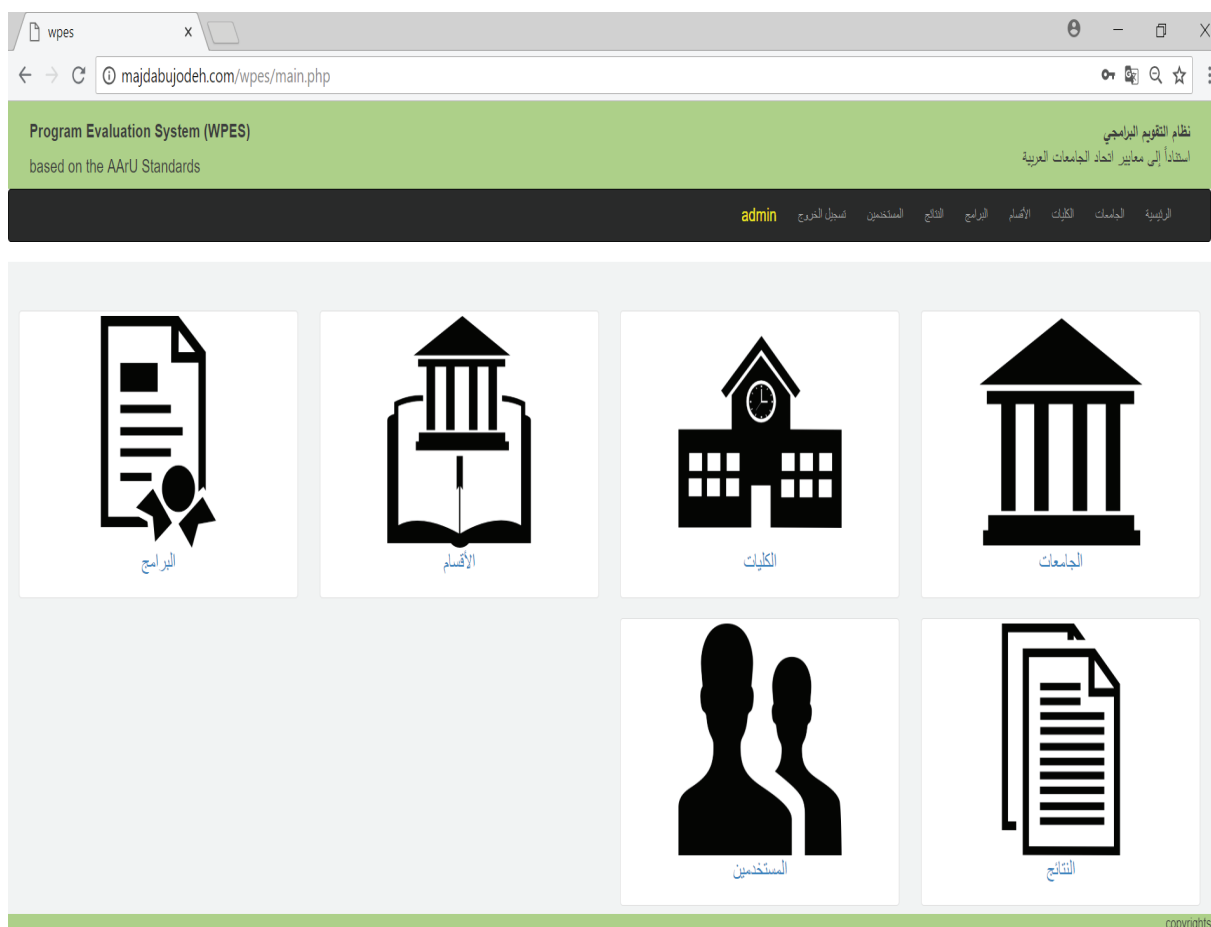 wpes
majdabujodeh.com/wpes/main.php
Program Evaluation System (WPES)
based on the AArU Standards
نظام التقويم البرامجي
استناداً إلى معايير اتحاد الجامعات العربية
الرئيسية الجامعات الكليات الأقسام البرامج النتائج المستخدمين تسجيل الخروج admin
الجامعات
الكليات
الأقسام
البرامج
النتائج
المستخدمين
copyrights